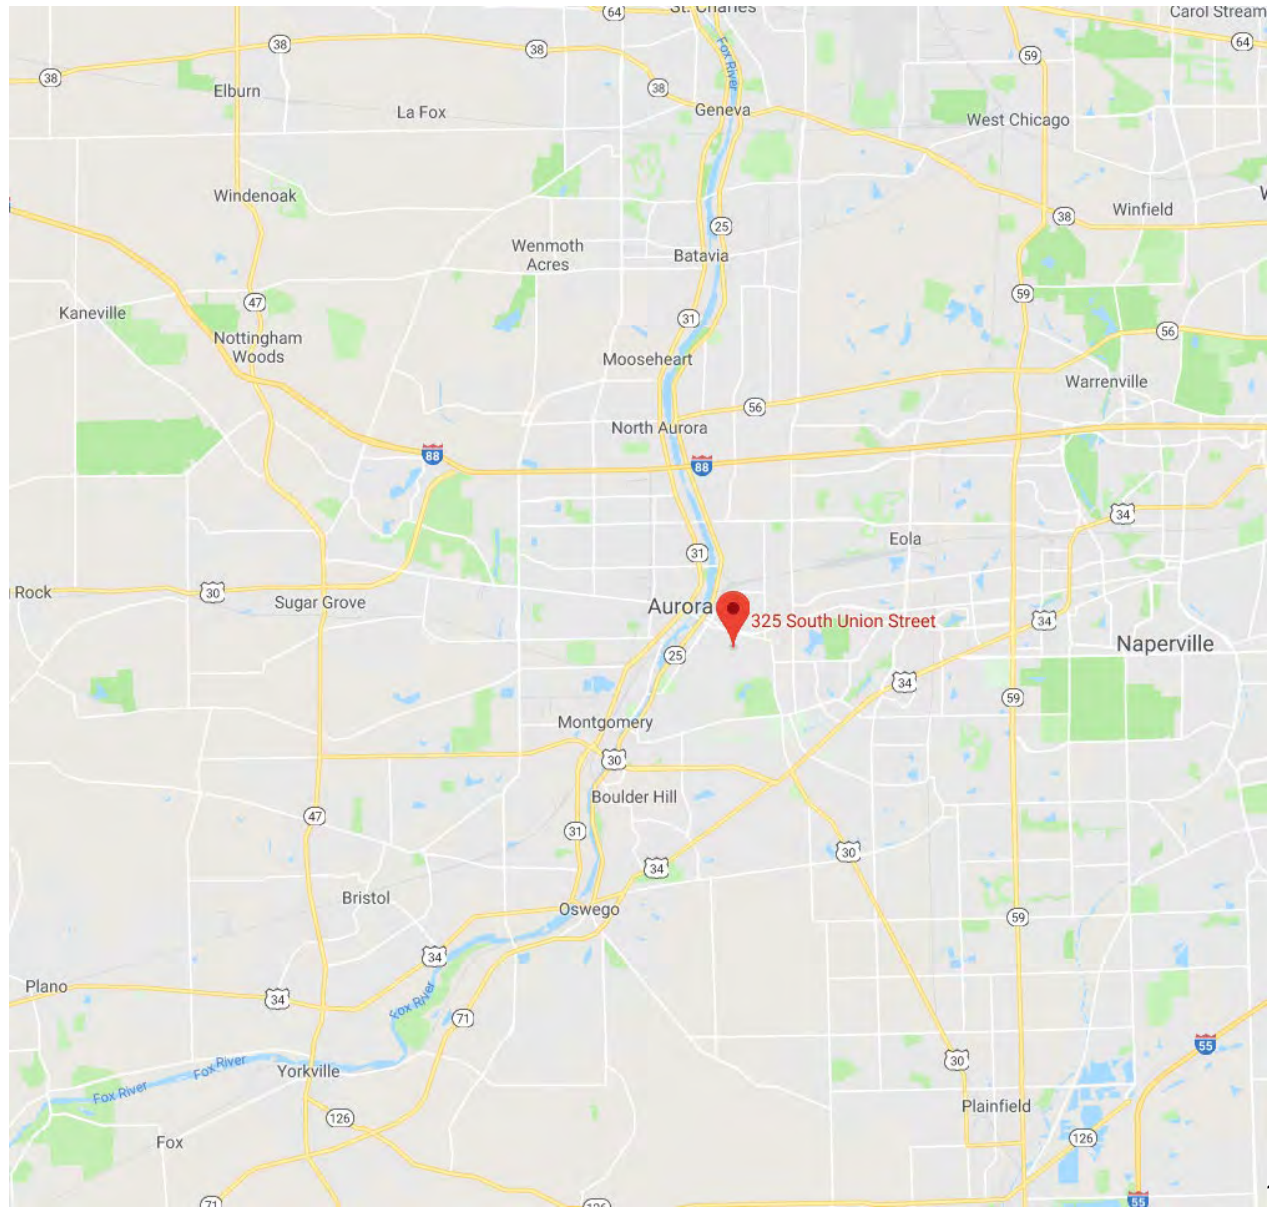 St. Charles
Carol Stream
64
38
38
59
64
38
Elburn
38
La Fox
Fox River
Geneva
West Chicago
Windenoak
Winfield
38
25
Wenmoth
Acres
Batavia
47
59
Kaneville
31
56
Nottingham
Woods
Mooseheart
Warrenville
56
North Aurora
88
88
34
Eola
31
30
Rock
Sugar Grove
Aurora
325 South Union Street
34
Naperville
25
34
59
Montgomery
30
Boulder Hill
47
31
30
34
Bristol
Oswego
59
34
Plano
34
Fox River
71
55
Fox River
Yorkville
30
Fox River
Plainfield
126
126
Fox
71
126
55